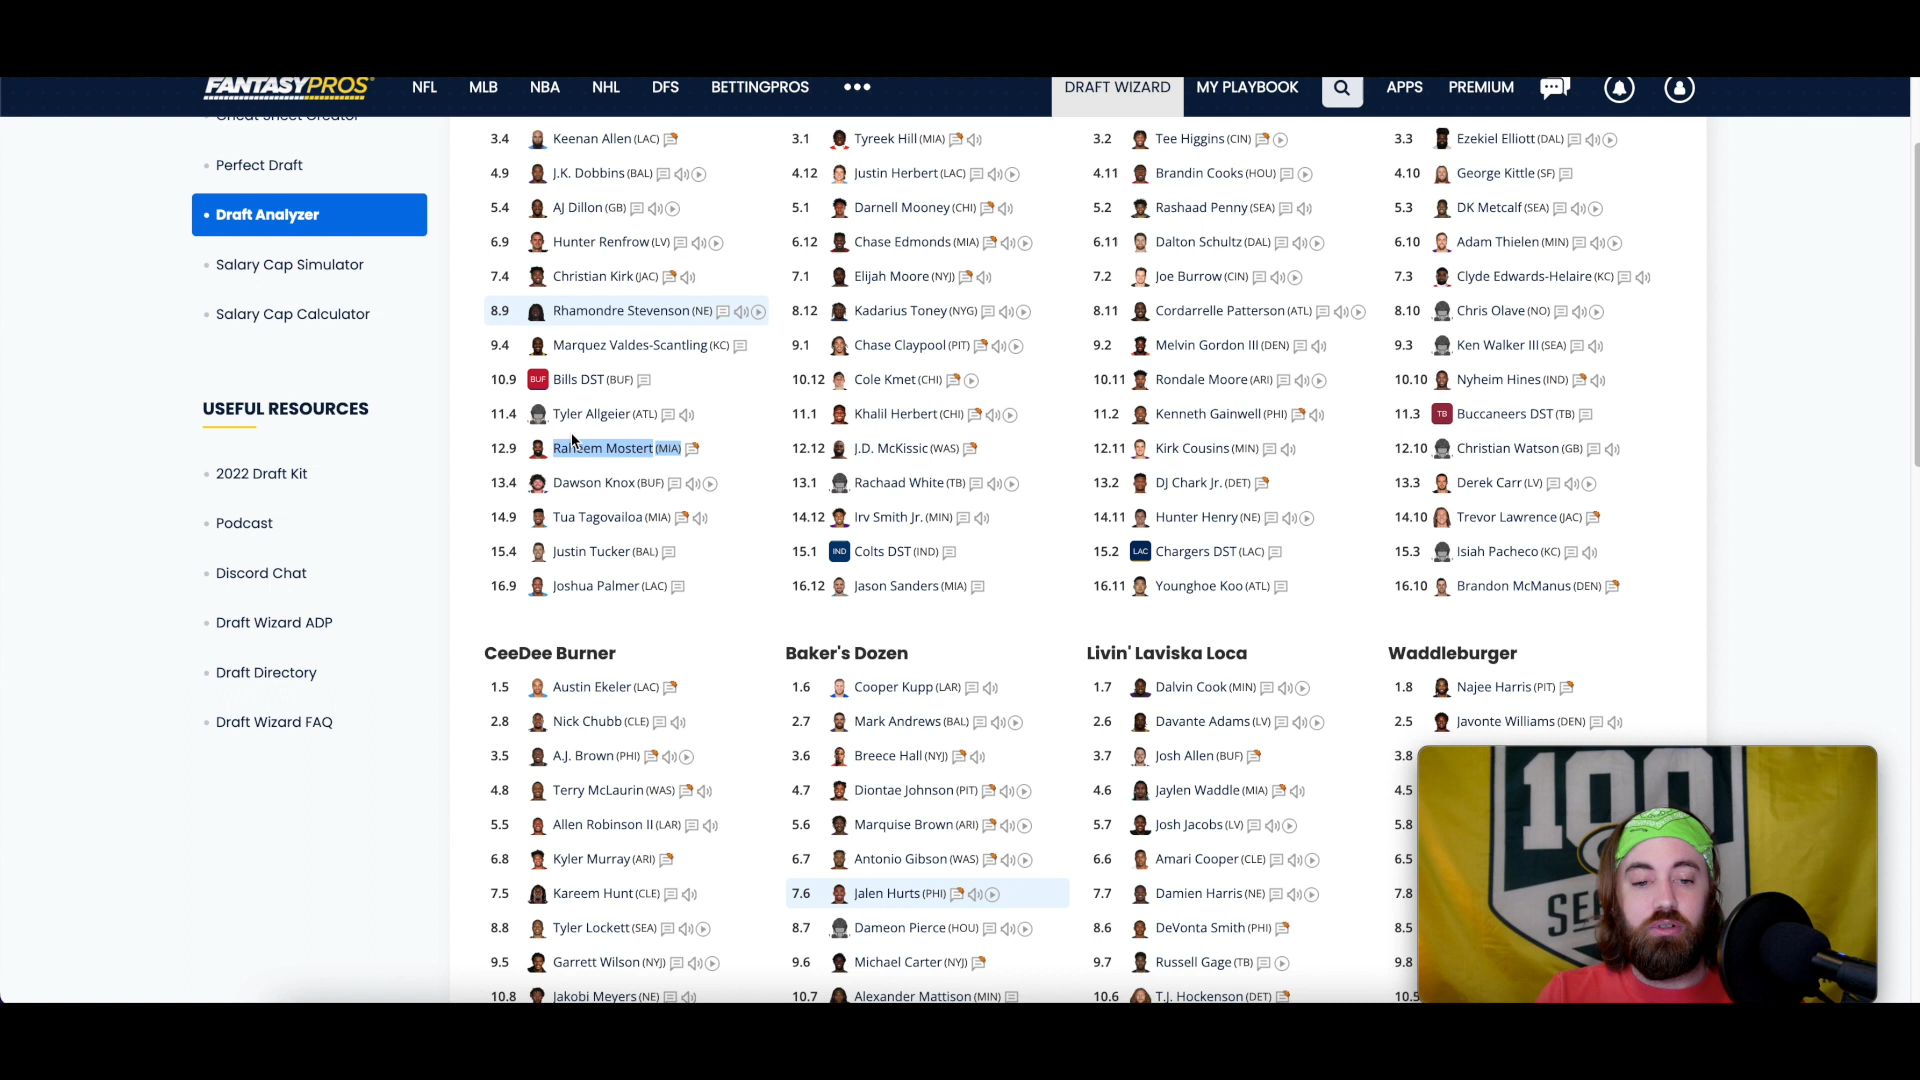 FANTASYPROS NFL MLB NBA NHL DFS BETTINGPROS ••• DRAFT WIZARD MY PLAYBOOK APPS PREMIUM
Cheat Sheet Creator
Perfect Draft
Draft Analyzer
Salary Cap Simulator
Salary Cap Calculator
USEFUL RESOURCES
2022 Draft Kit
Podcast
Discord Chat
Draft Wizard ADP
Draft Directory
Draft Wizard FAQ
3.4 Keenan Allen (LAC)
4.9 J.K. Dobbins (BAL)
5.4 AJ Dillon (GB)
6.9 Hunter Renfrow (LV)
7.4 Christian Kirk (JAC)
8.9 Rhamondre Stevenson (NE)
9.4 Marquez Valdes-Scantling (KC)
10.9 BUF Bills DST (BUF)
11.4 Tyler Allgeier (ATL)
12.9 Raheem Mostert (MIA)
13.4 Dawson Knox (BUF)
14.9 Tua Tagovailoa (MIA)
15.4 Justin Tucker (BAL)
16.9 Joshua Palmer (LAC)
3.1 Tyreek Hill (MIA)
4.12 Justin Herbert (LAC)
5.1 Darnell Mooney (CHI)
6.12 Chase Edmonds (MIA)
7.1 Elijah Moore (NYJ)
8.12 Kadarius Toney (NYG)
9.1 Chase Claypool (PIT)
10.12 Cole Kmet (CHI)
11.1 Khalil Herbert (CHI)
12.12 J.D. McKissic (WAS)
13.1 Rachaad White (TB)
14.12 Irv Smith Jr. (MIN)
15.1 IND Colts DST (IND)
16.12 Jason Sanders (MIA)
3.2 Tee Higgins (CIN)
4.11 Brandin Cooks (HOU)
5.2 Rashaad Penny (SEA)
6.11 Dalton Schultz (DAL)
7.2 Joe Burrow (CIN)
8.11 Cordarrelle Patterson (ATL)
9.2 Melvin Gordon III (DEN)
10.11 Rondale Moore (ARI)
11.2 Kenneth Gainwell (PHI)
12.11 Kirk Cousins (MIN)
13.2 DJ Chark Jr. (DET)
14.11 Hunter Henry (NE)
15.2 LAC Chargers DST (LAC)
16.11 Younghoe Koo (ATL)
3.3 Ezekiel Elliott (DAL)
4.10 George Kittle (SF)
5.3 DK Metcalf (SEA)
6.10 Adam Thielen (MIN)
7.3 Clyde Edwards-Helaire (KC)
8.10 Chris Olave (NO)
9.3 Ken Walker III (SEA)
10.10 Nyheim Hines (IND)
11.3 TB Buccaneers DST (TB)
12.10 Christian Watson (GB)
13.3 Derek Carr (LV)
14.10 Trevor Lawrence (JAC)
15.3 Isiah Pacheco (KC)
16.10 Brandon McManus (DEN)
CeeDee Burner
1.5 Austin Ekeler (LAC)
2.8 Nick Chubb (CLE)
3.5 A.J. Brown (PHI)
4.8 Terry McLaurin (WAS)
5.5 Allen Robinson II (LAR)
6.8 Kyler Murray (ARI)
7.5 Kareem Hunt (CLE)
8.8 Tyler Lockett (SEA)
9.5 Garrett Wilson (NYJ)
10.8 Jakobi Meyers (NE)
Baker's Dozen
1.6 Cooper Kupp (LAR)
2.7 Mark Andrews (BAL)
3.6 Breece Hall (NYJ)
4.7 Diontae Johnson (PIT)
5.6 Marquise Brown (ARI)
6.7 Antonio Gibson (WAS)
7.6 Jalen Hurts (PHI)
8.7 Dameon Pierce (HOU)
9.6 Michael Carter (NYJ)
10.7 Alexander Mattison (MIN)
Livin' Laviska Loca
1.7 Dalvin Cook (MIN)
2.6 Davante Adams (LV)
3.7 Josh Allen (BUF)
4.6 Jaylen Waddle (MIA)
5.7 Josh Jacobs (LV)
6.6 Amari Cooper (CLE)
7.7 Damien Harris (NE)
8.6 DeVonta Smith (PHI)
9.7 Russell Gage (TB)
10.6 T.J. Hockenson (DET)
Waddleburger
1.8 Najee Harris (PIT)
2.5 Javonte Williams (DEN)
3.8
4.5
5.8
6.5
7.8
8.5
9.8
10.5
100
SE